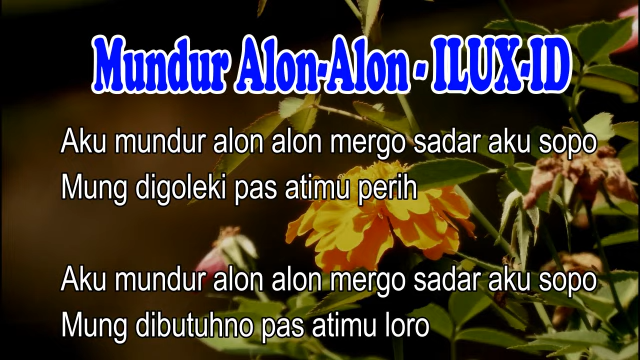 Mundur Alon-Alon - ILUX-ID
Aku mundur alon alon mergo sadar aku sopo
Mung digoleki pas atimu perih
Aku mundur alon alon mergo sadar aku sopo
Mung dibutuhno pas atimu loro